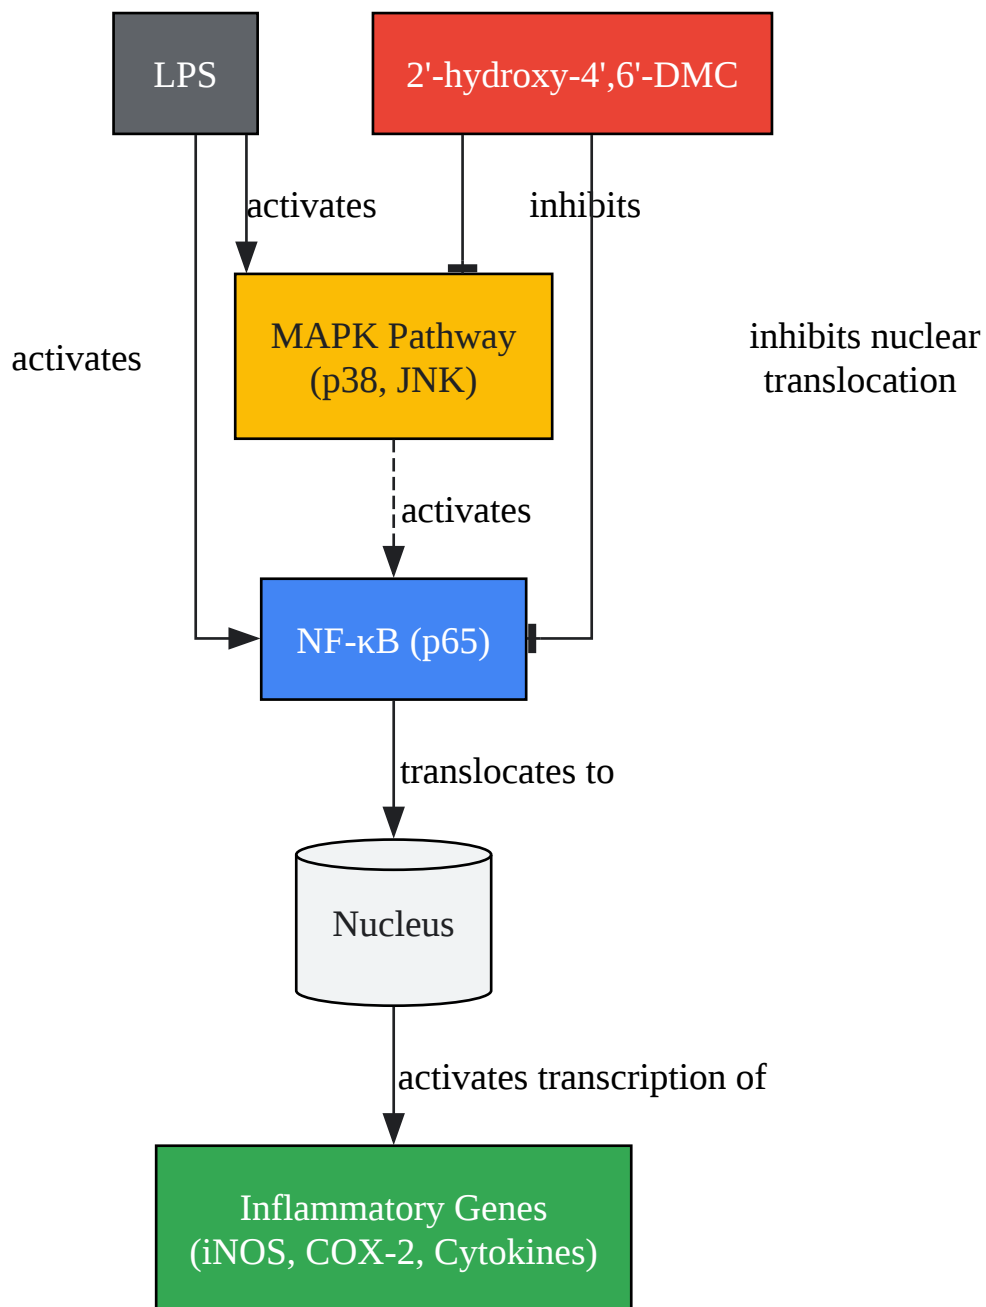 LPS
2'-hydroxy-4',6'-DMC
activates
inhibits
activates
MAPK Pathway
(p38, JNK)
inhibits nuclear
translocation
activates
NF-κB (p65)
translocates to
Nucleus
activates transcription of
Inflammatory Genes
(iNOS, COX-2, Cytokines)